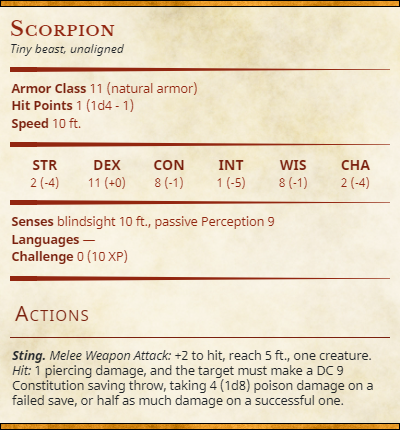 Scorpion
Tiny beast, unaligned
Armor Class 11 (natural armor)
Hit Points 1 (1d4 - 1)
Speed 10 ft.
STR DEX CON INT WIS CHA
2 (-4) 11 (+0) 8 (-1) 1 (-5) 8 (-1) 2 (-4)
Senses blindsight 10 ft., passive Perception 9
Languages —
Challenge 0 (10 XP)
Actions
Sting. Melee Weapon Attack: +2 to hit, reach 5 ft., one creature.
Hit: 1 piercing damage, and the target must make a DC 9
Constitution saving throw, taking 4 (1d8) poison damage on a
failed save, or half as much damage on a successful one.